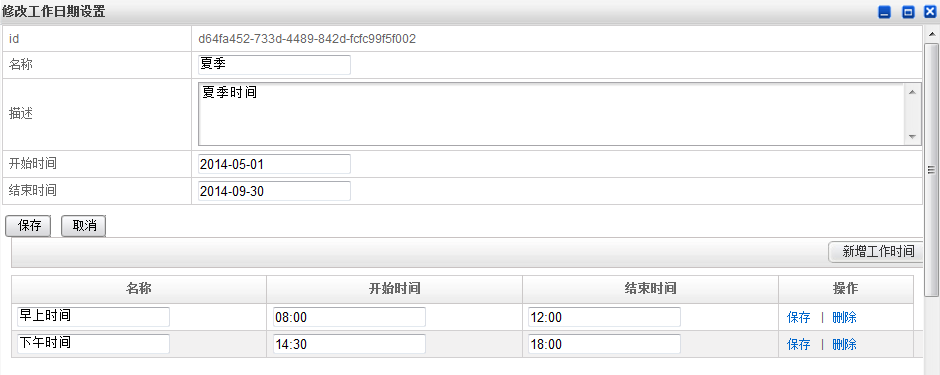 修改工作日期设置
id d64fa452-733d-4489-842d-fcfc99f5f002
名称 夏季
描述 夏季时间
开始时间 2014-05-01
结束时间 2014-09-30
保存 取消
新增工作时间
名称 开始时间 结束时间 操作
早上时间 08:00 12:00 保存 | 删除
下午时间 14:30 18:00 保存 | 删除